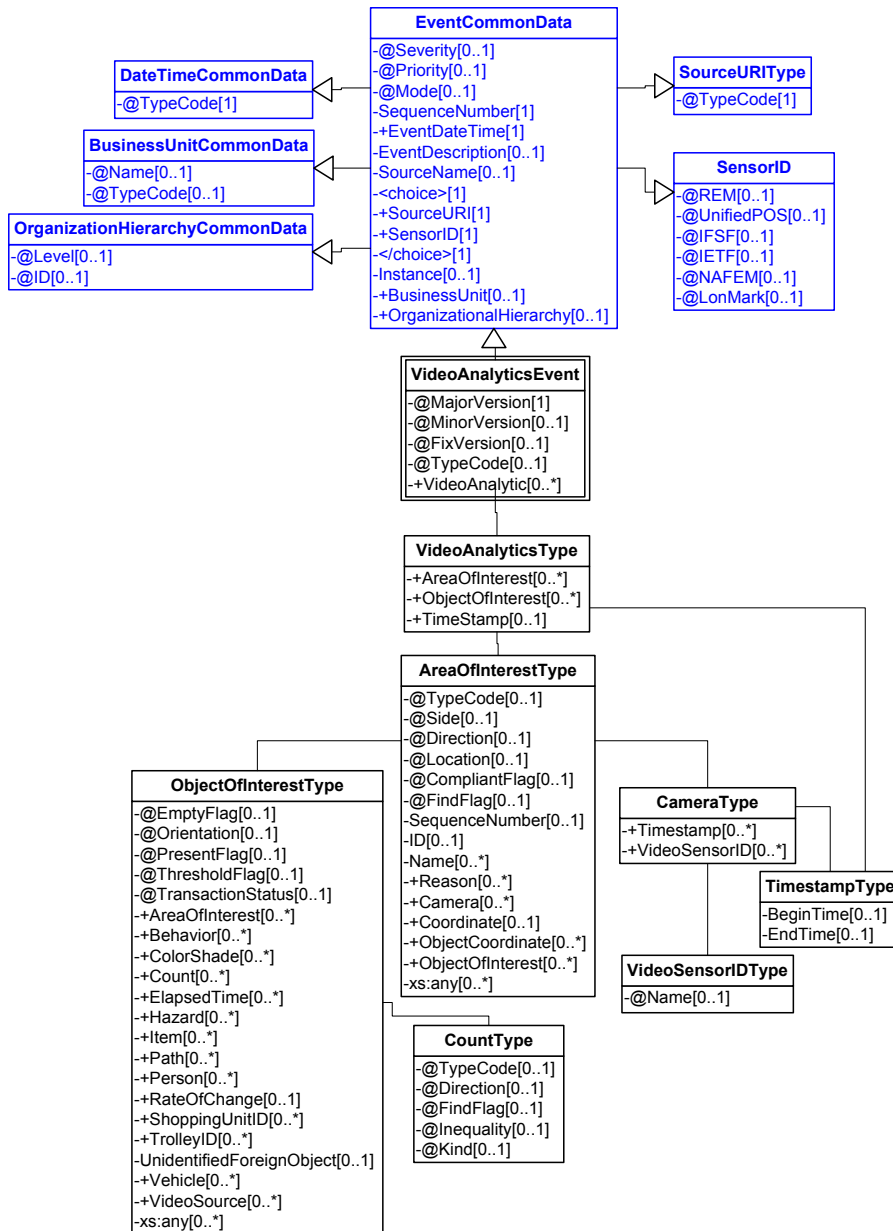 EventCommonData
-@Severity[0..1]
-@Priority[0..1]
-@Mode[0..1]
-SequenceNumber[1]
-+EventDateTime[1]
-EventDescription[0..1]
-SourceName[0..1]
-<choice>[1]
-+SourceURI[1]
-+SensorID[1]
-</choice>[1]
-Instance[0..1]
-+BusinessUnit[0..1]
-+OrganizationalHierarchy[0..1]
DateTimeCommonData
-@TypeCode[1]
BusinessUnitCommonData
-@Name[0..1]
-@TypeCode[0..1]
OrganizationHierarchyCommonData
-@Level[0..1]
-@ID[0..1]
SourceURIType
-@TypeCode[1]
SensorID
-@REM[0..1]
-@UnifiedPOS[0..1]
-@IFSF[0..1]
-@IETF[0..1]
-@NAFEM[0..1]
-@LonMark[0..1]
VideoAnalyticsEvent
-@MajorVersion[1]
-@MinorVersion[0..1]
-@FixVersion[0..1]
-@TypeCode[0..1]
-+VideoAnalytic[0..*]
VideoAnalyticsType
-+AreaOfInterest[0..*]
-+ObjectOfInterest[0..*]
-+TimeStamp[0..1]
AreaOfInterestType
-@TypeCode[0..1]
-@Side[0..1]
-@Direction[0..1]
-@Location[0..1]
-@CompliantFlag[0..1]
-@FindFlag[0..1]
-SequenceNumber[0..1]
-ID[0..1]
-Name[0..*]
-+Reason[0..*]
-+Camera[0..*]
-+Coordinate[0..1]
-+ObjectCoordinate[0..*]
-+ObjectOfInterest[0..*]
-xs:any[0..*]
ObjectOfInterestType
-@EmptyFlag[0..1]
-@Orientation[0..1]
-@PresentFlag[0..1]
-@ThresholdFlag[0..1]
-@TransactionStatus[0..1]
-+AreaOfInterest[0..*]
-+Behavior[0..*]
-+ColorShade[0..*]
-+Count[0..*]
-+ElapsedTime[0..*]
-+Hazard[0..*]
-+Item[0..*]
-+Path[0..*]
-+Person[0..*]
-+RateOfChange[0..1]
-+ShoppingUnitID[0..*]
-+TrolleyID[0..*]
-UnidentifiedForeignObject[0..1]
-+Vehicle[0..*]
-+VideoSource[0..*]
-xs:any[0..*]
CameraType
-+Timestamp[0..*]
-+VideoSensorID[0..*]
TimestampType
-BeginTime[0..1]
-EndTime[0..1]
VideoSensorIDType
-@Name[0..1]
CountType
-@TypeCode[0..1]
-@Direction[0..1]
-@FindFlag[0..1]
-@Inequality[0..1]
-@Kind[0..1]